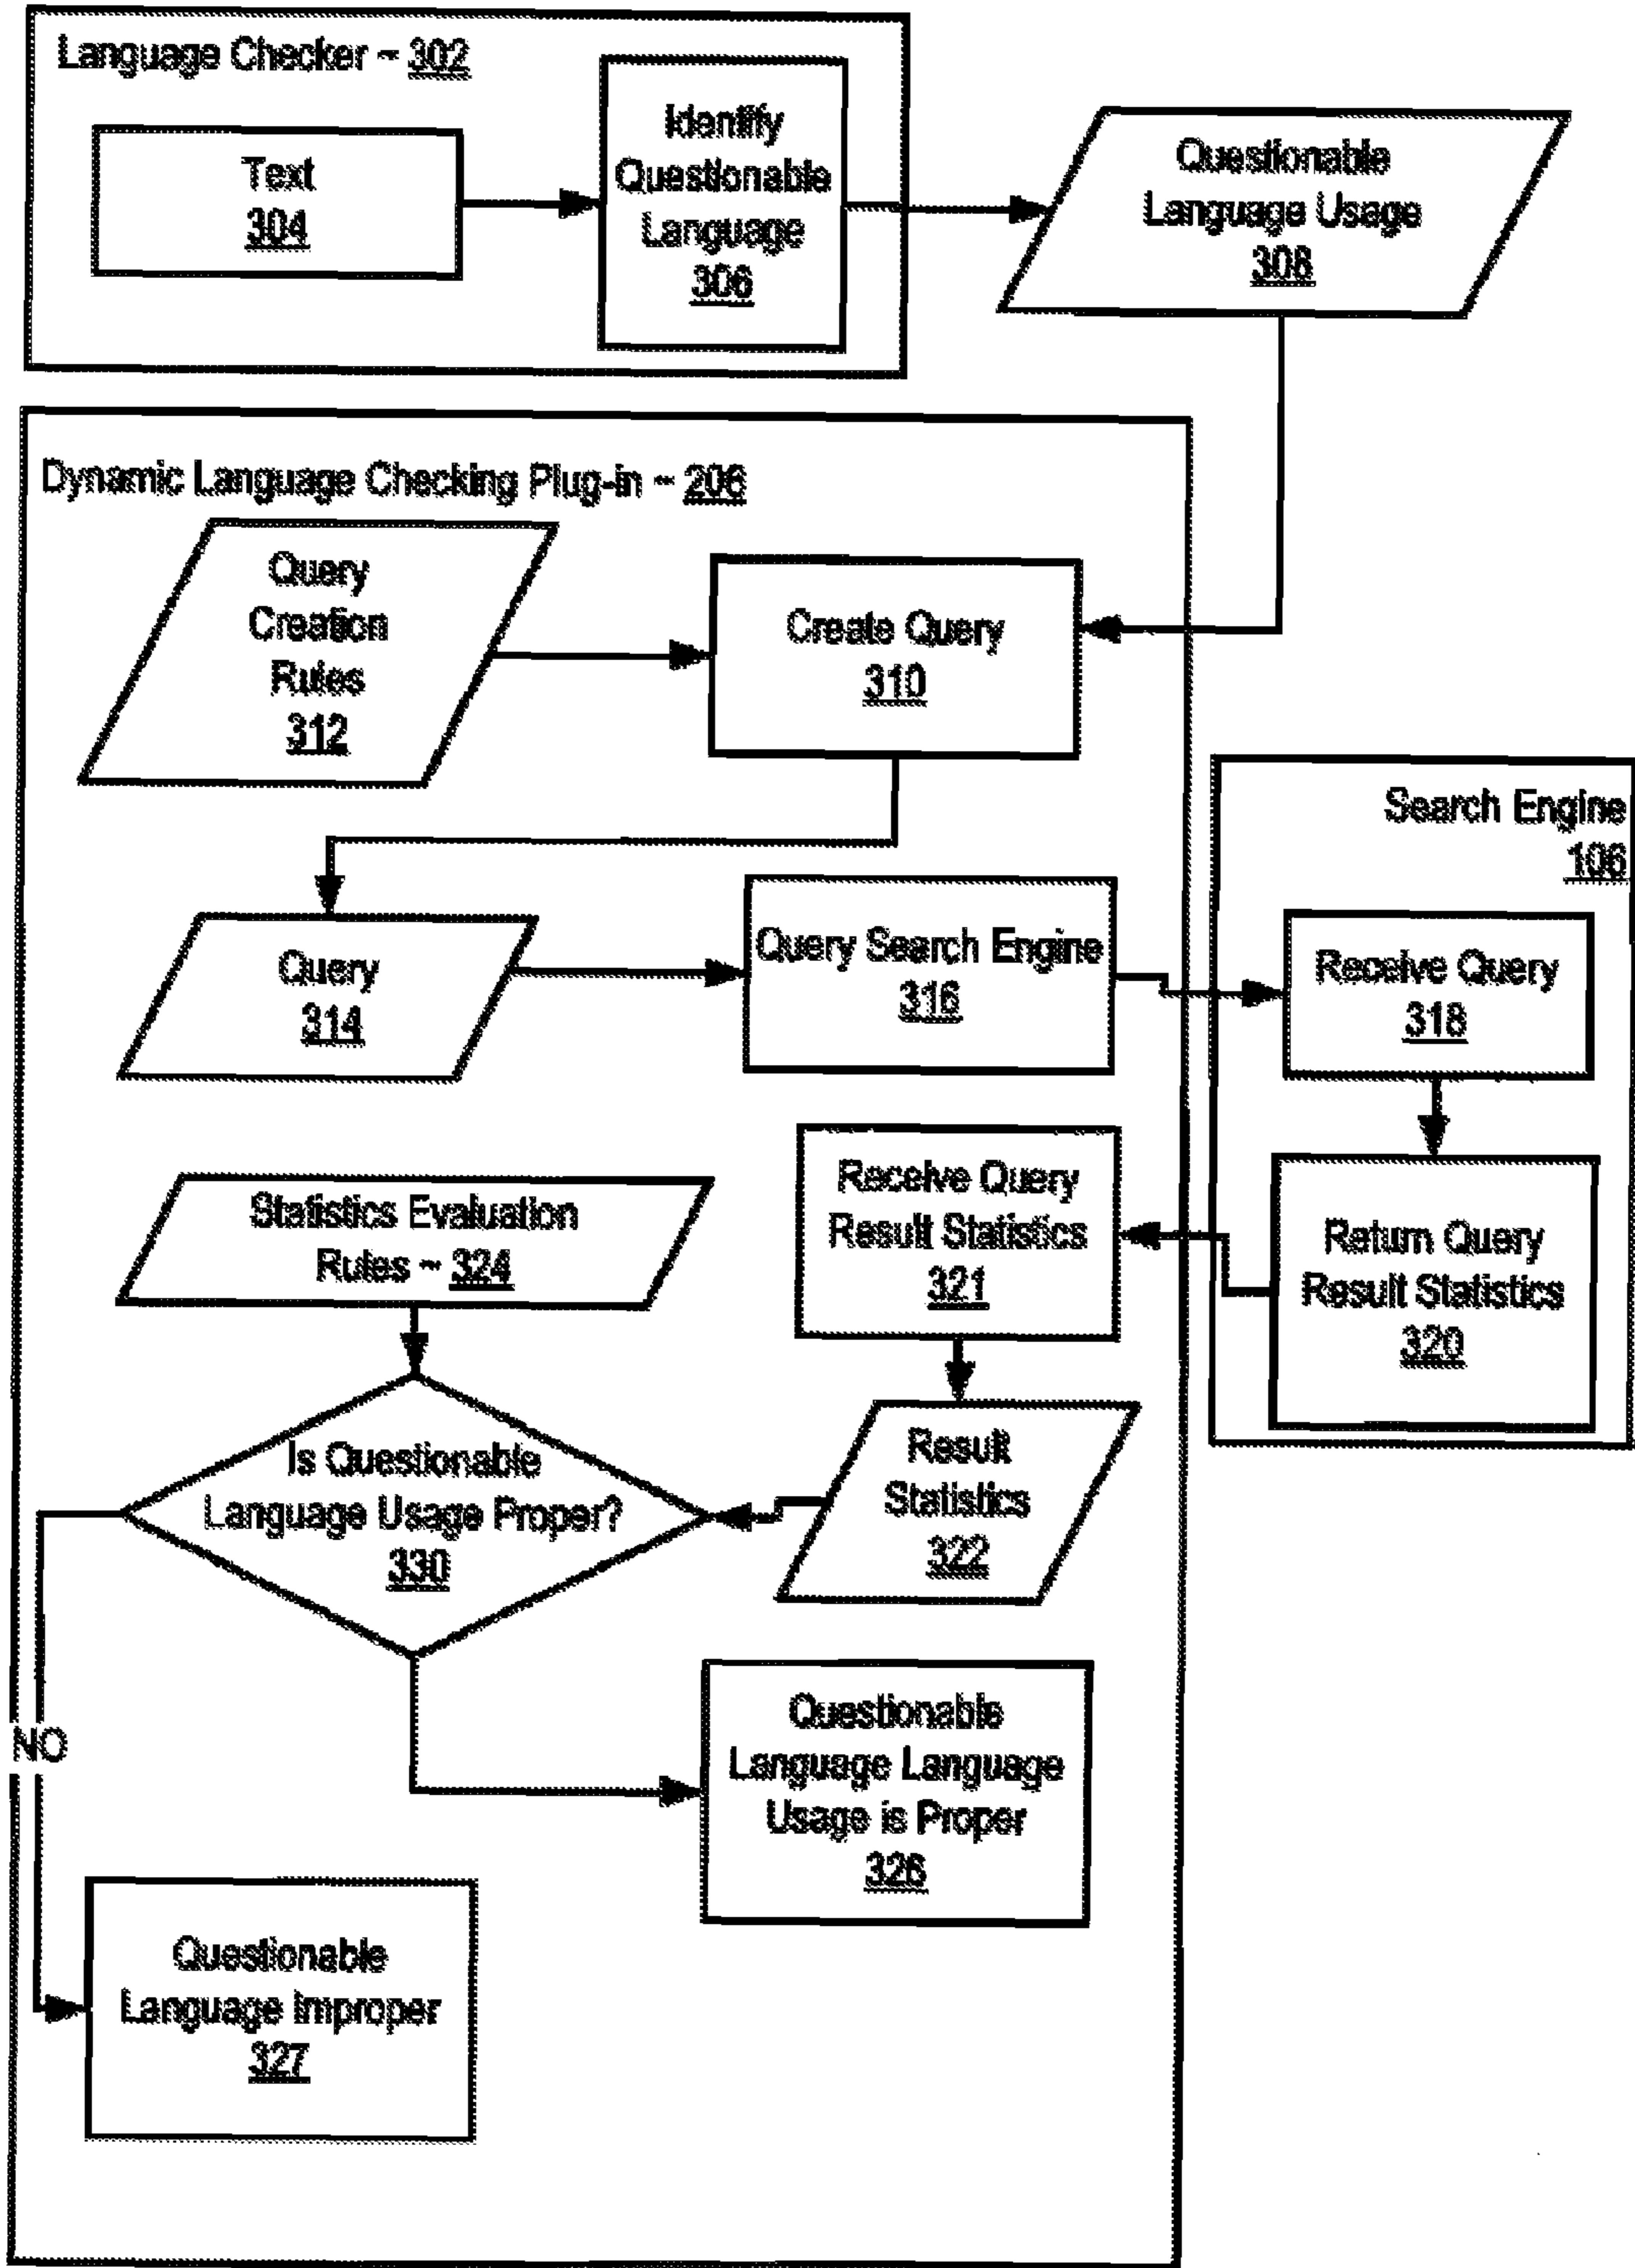 Language Checker ~ 302
Text
304
Identify
Questionable
Language
306
Questionable
Language Usage
308
Dynamic Language Checking Plug-in ~ 206
Query
Creation
Rules
312
Create Query
310
Search Engine
106
Query
314
Query Search Engine
316
Receive Query
318
Statistics Evaluation
Rules ~ 324
Receive Query
Result Statistics
321
Return Query
Result Statistics
320
Is Questionable
Language Usage Proper?
330
Result
Statistics
322
NO
Questionable
Language Language
Usage is Proper
326
Questionable
Language Improper
327